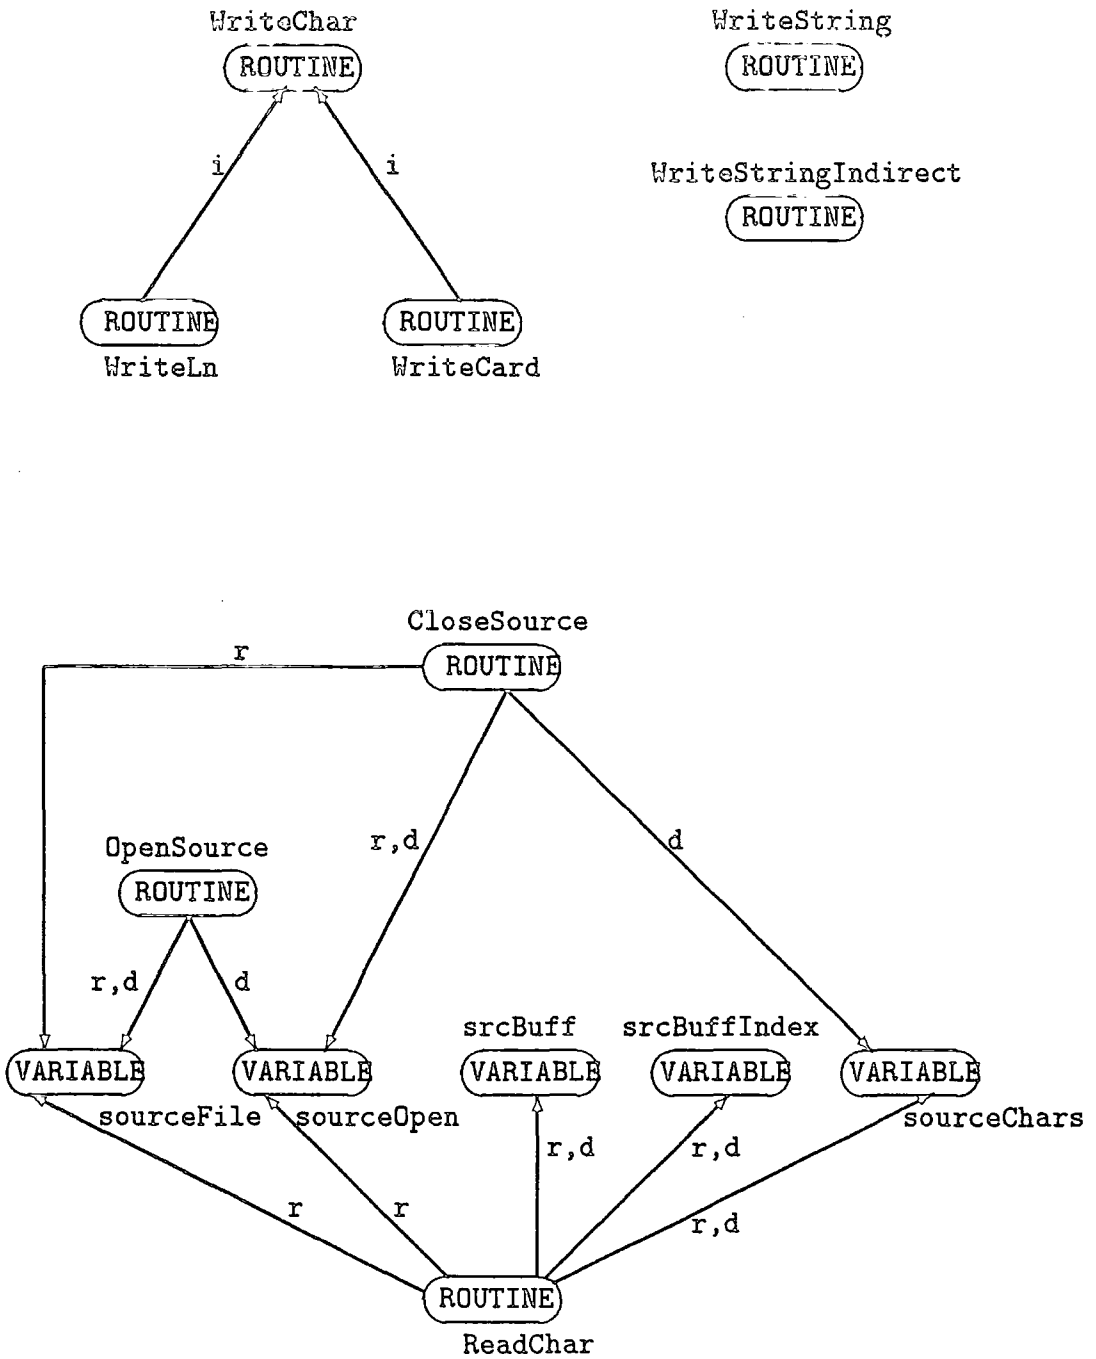 WriteChar
WriteString
ROUTINE
ROUTINE
i
i
WriteStringIndirect
ROUTINE
ROUTINE
ROUTINE
WriteLn
WriteCard
CloseSource
r
ROUTINE
r,d
d
OpenSource
ROUTINE
r,d
d
srcBuff
srcBuffIndex
VARIABLE
VARIABLE
VARIABLE
VARIABLE
VARIABLE
sourceFile
sourceOpen
sourceChars
r,d
r,d
r
r
r,d
ROUTINE
ReadChar